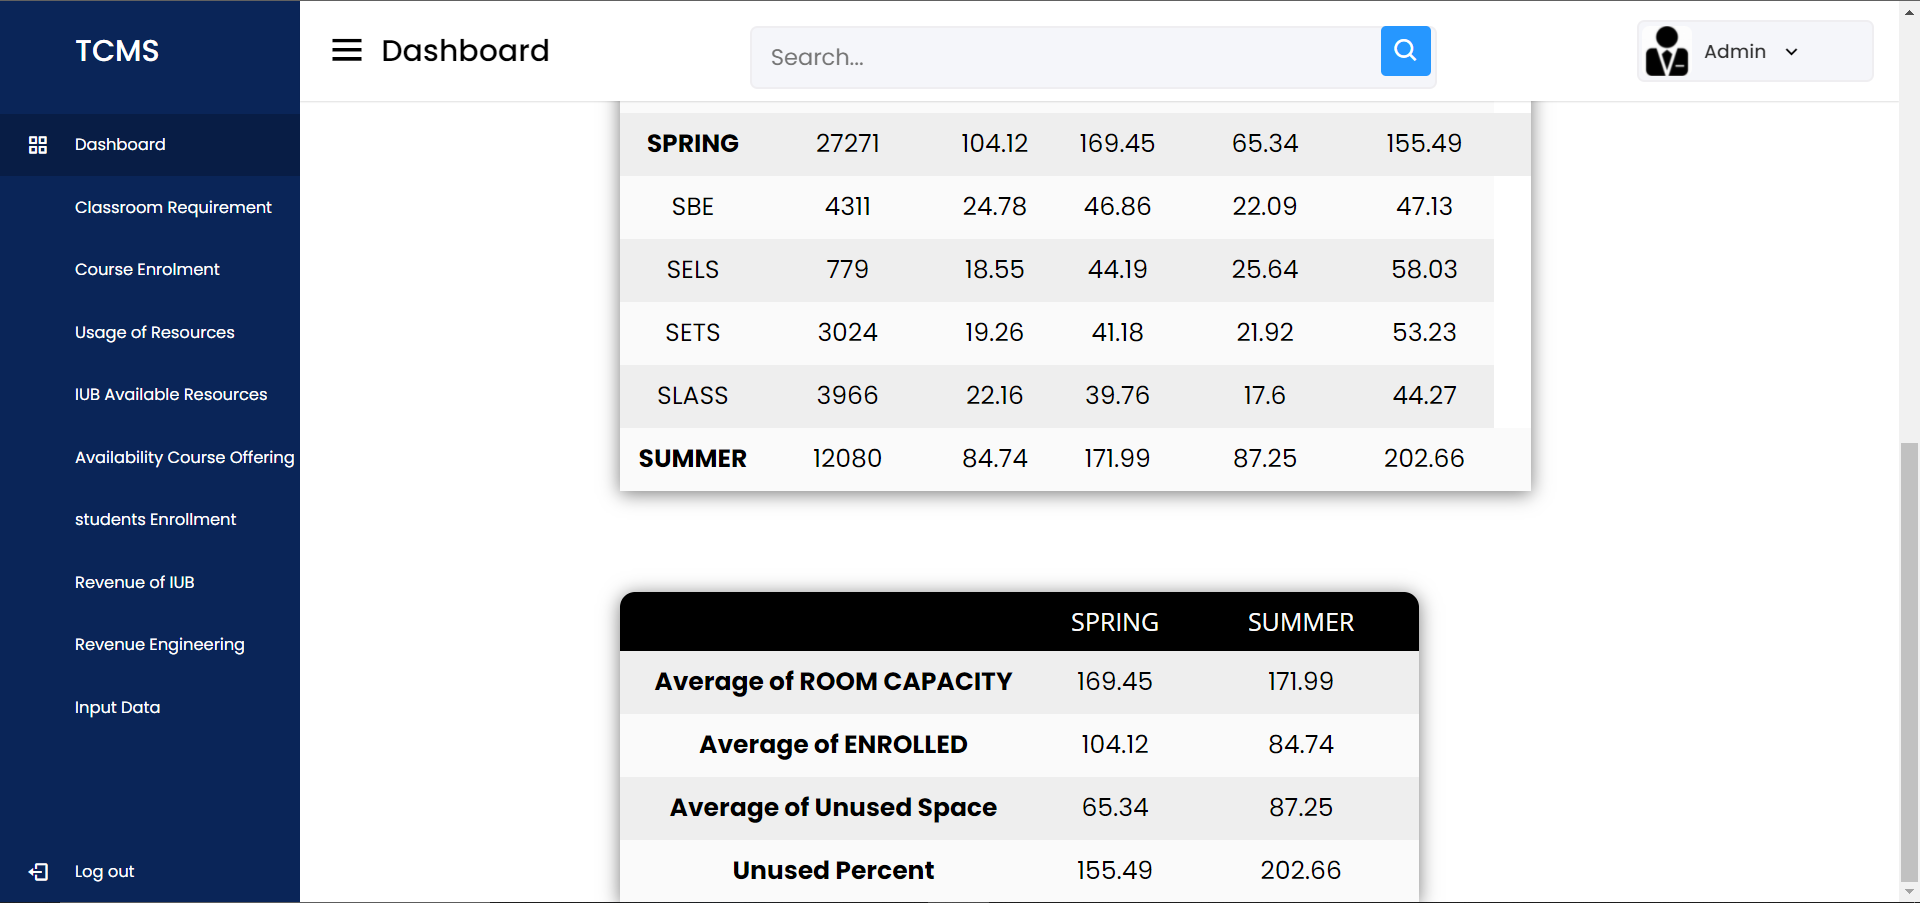 TCMS
Dashboard
Classroom Requirement
Course Enrolment
Usage of Resources
IUB Available Resources
Availability Course Offering
students Enrollment
Revenue of IUB
Revenue Engineering
Input Data
Log out
Dashboard
Search...
Admin
SPRING 27271 104.12 169.45 65.34 155.49
SBE 4311 24.78 46.86 22.09 47.13
SELS 779 18.55 44.19 25.64 58.03
SETS 3024 19.26 41.18 21.92 53.23
SLASS 3966 22.16 39.76 17.6 44.27
SUMMER 12080 84.74 171.99 87.25 202.66
SPRING SUMMER
Average of ROOM CAPACITY 169.45 171.99
Average of ENROLLED 104.12 84.74
Average of Unused Space 65.34 87.25
Unused Percent 155.49 202.66